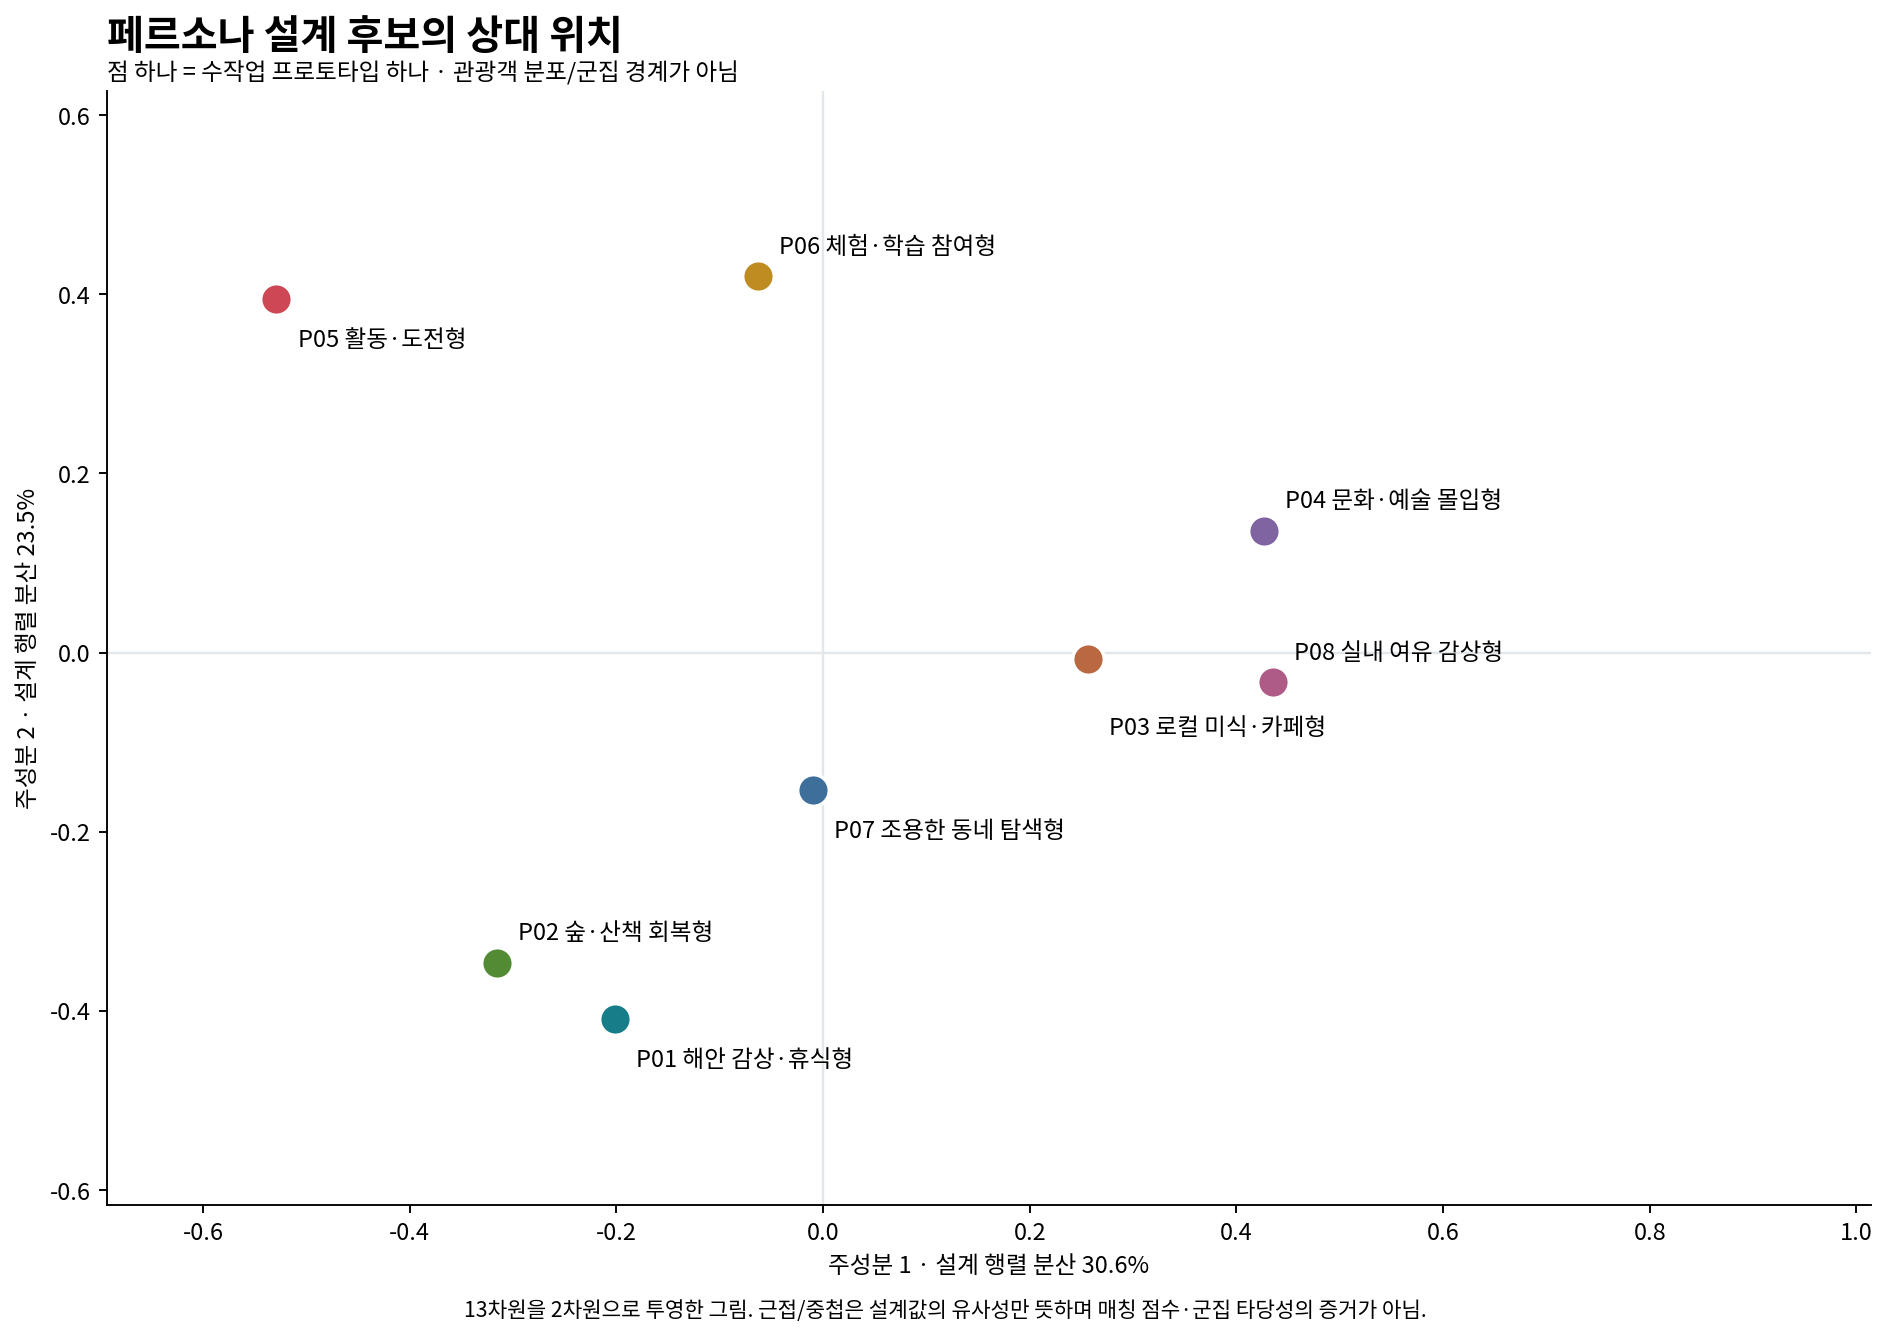 페르소나 설계 후보의 상대 위치
점 하나 = 수작업 프로토타입 하나 · 관광객 분포/군집 경계가 아님
0.6
0.4
0.2
0.0
-0.2
-0.4
-0.6
주성분 2 · 설계 행렬 분산 23.5%
P06 체험·학습 참여형
P05 활동·도전형
P04 문화·예술 몰입형
P08 실내 여유 감상형
P03 로컬 미식·카페형
P07 조용한 동네 탐색형
P02 숲·산책 회복형
P01 해안 감상·휴식형
-0.6 -0.4 -0.2 0.0 0.2 0.4 0.6 0.8 1.0
주성분 1 · 설계 행렬 분산 30.6%
13차원을 2차원으로 투영한 그림. 근접/중첩은 설계값의 유사성만 뜻하며 매칭 점수·군집 타당성의 증거가 아님.